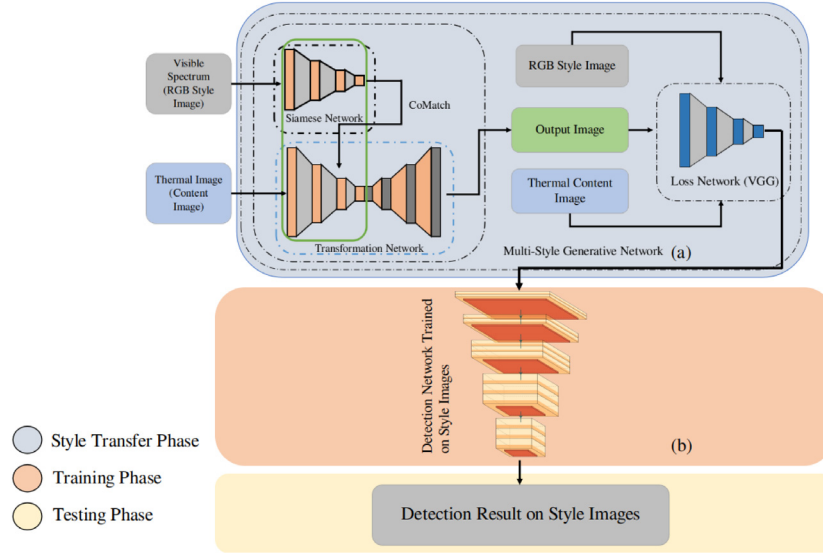 Visible
Spectrum
(RGB Style
Image)
Siamese Network
CoMatch
Thermal Image
(Content
Image)
Transformation Network
RGB Style Image
Output Image
Thermal Content
Image
Loss Network (VGG)
Multi-Style Generative Network
(a)
Detection Network Trained
on Style Images
(b)
Style Transfer Phase
Training Phase
Testing Phase
Detection Result on Style Images